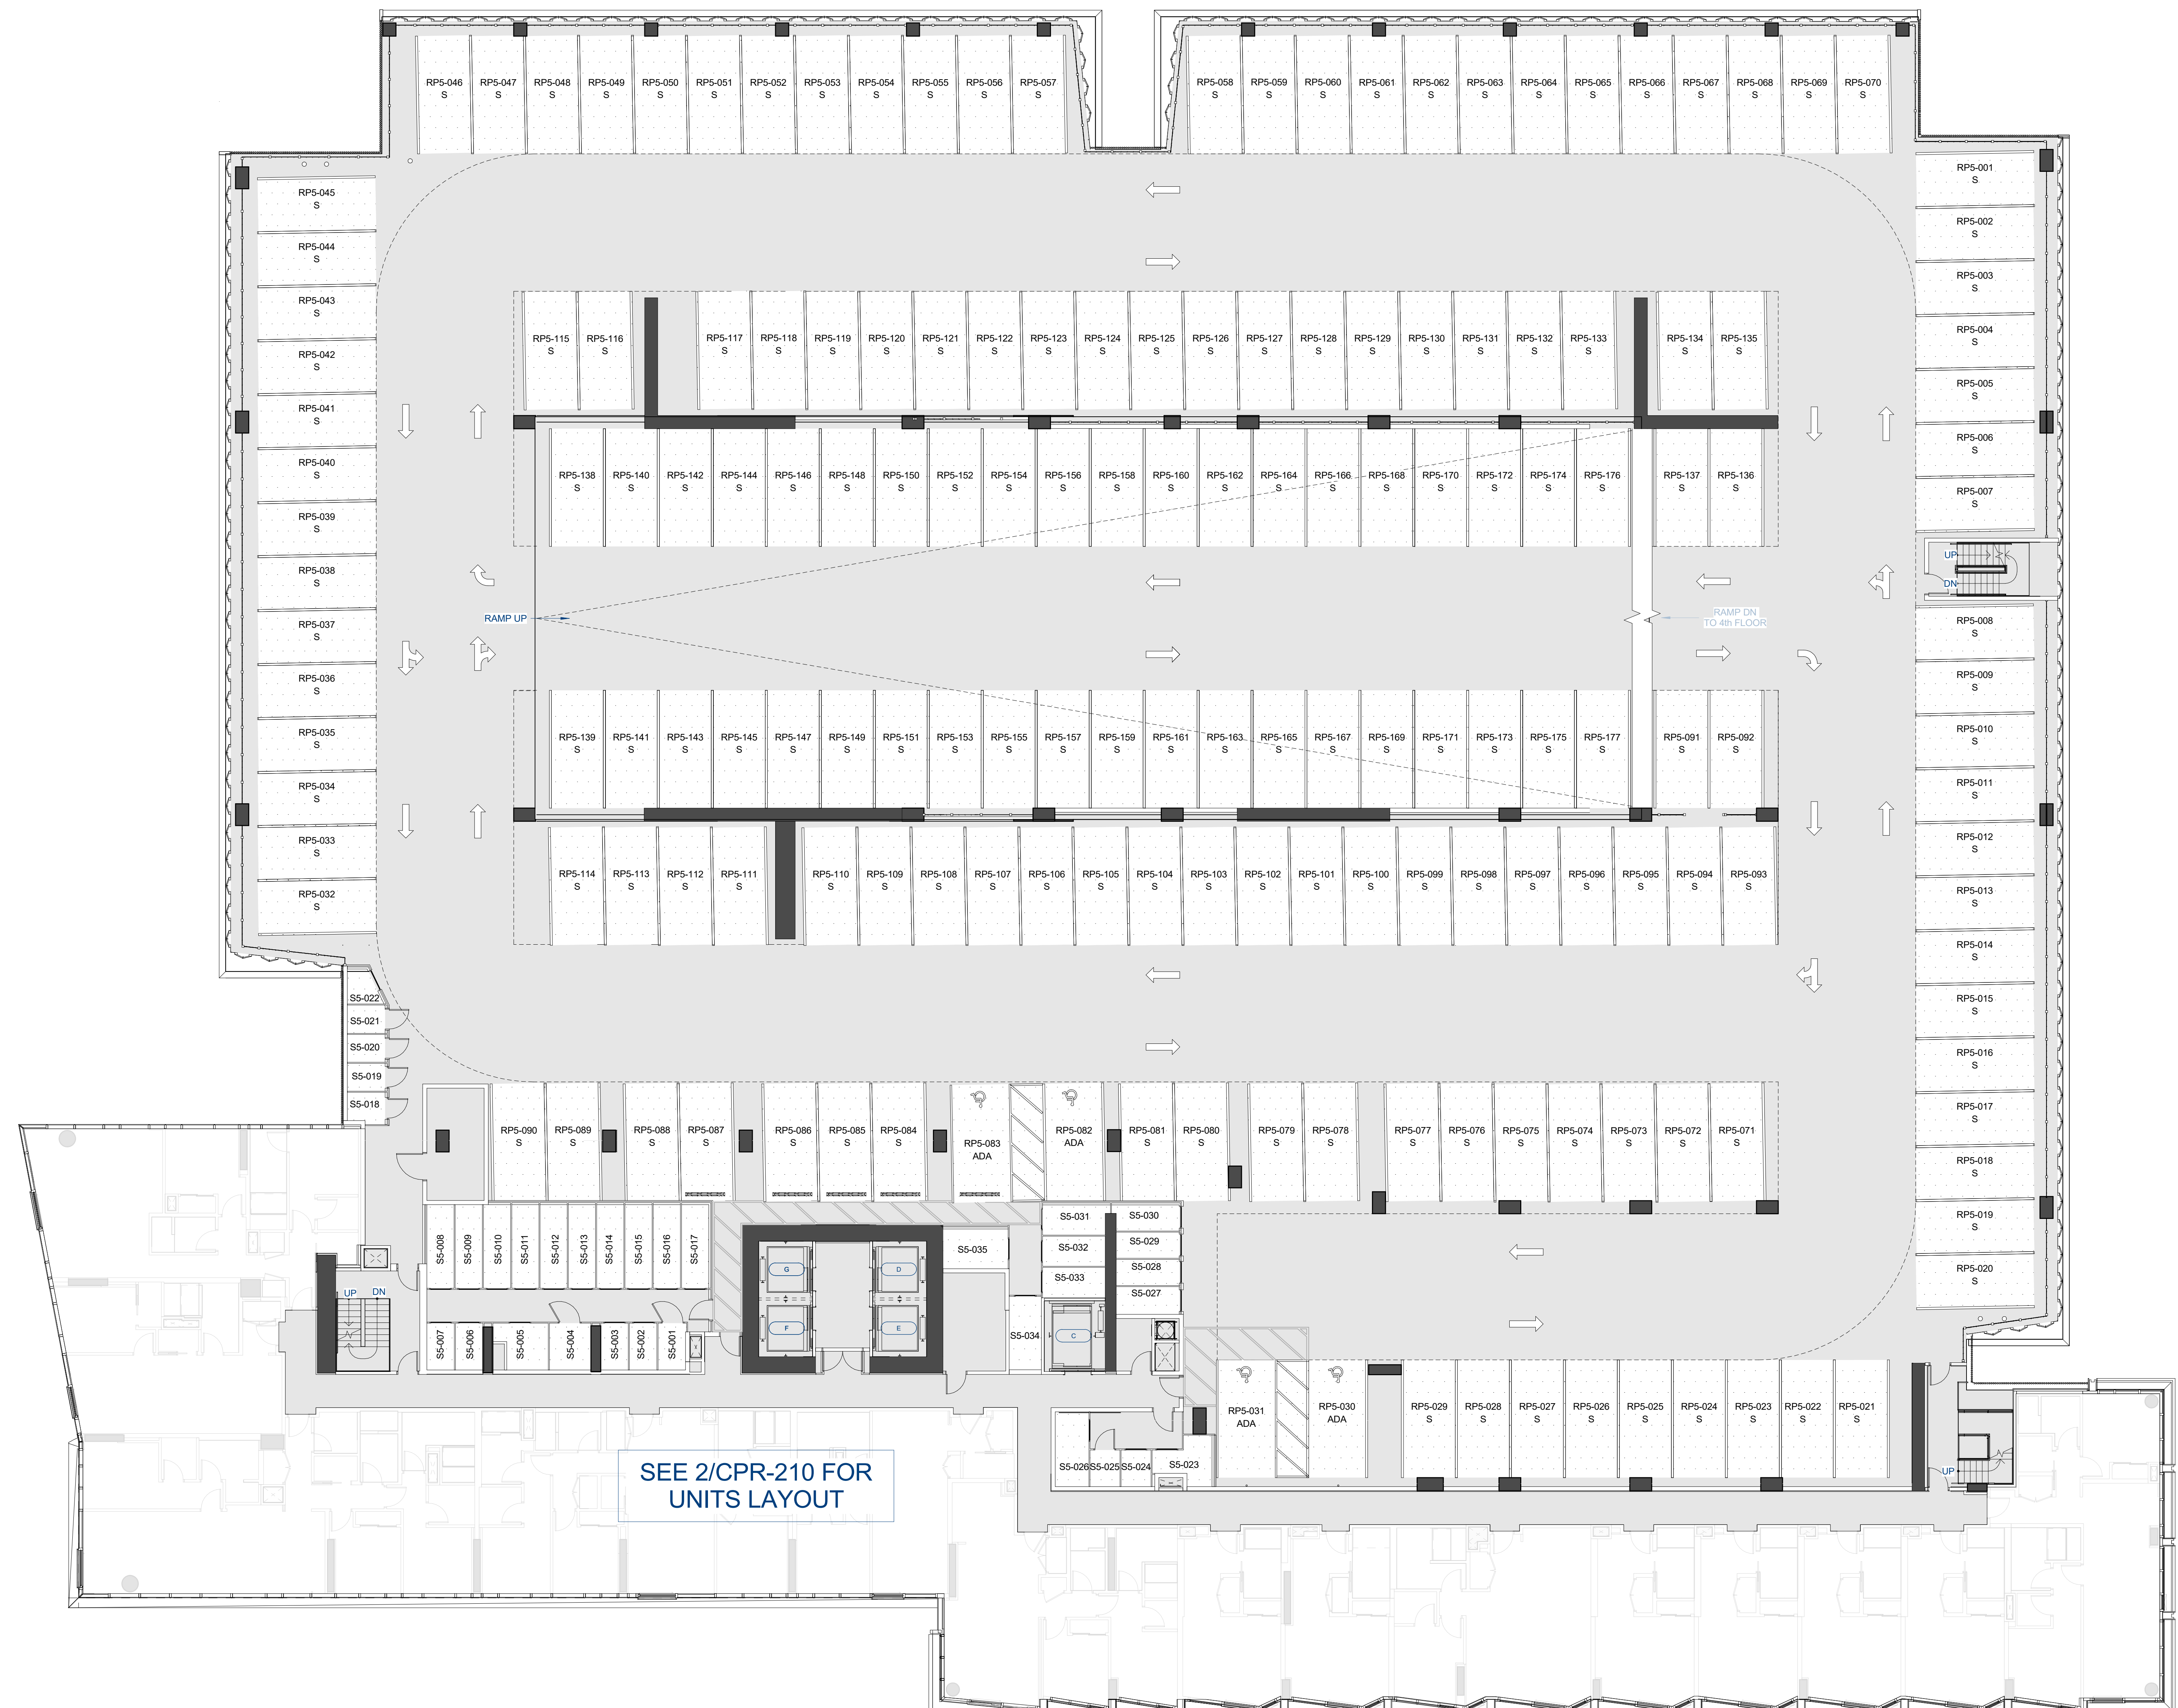 RP5-046 RP5-047 RP5-048 RP5-049 RP5-050 RP5-051 RP5-052 RP5-053 RP5-054 RP5-055 RP5-056 RP5-057 RP5-058 RP5-059 RP5-060 RP5-061 RP5-062 RP5-063 RP5-064 RP5-065 RP5-066 RP5-067 RP5-068 RP5-069 RP5-070
S S S S S S S S S S S S S S S S S S S S S S S S S
RP5-001
S
RP5-045
S
RP5-002
S
RP5-044
S
RP5-003
S
RP5-043
S
RP5-004
S
RP5-115 RP5-116 RP5-117 RP5-118 RP5-119 RP5-120 RP5-121 RP5-122 RP5-123 RP5-124 RP5-125 RP5-126 RP5-127 RP5-128 RP5-129 RP5-130 RP5-131 RP5-132 RP5-133 RP5-134 RP5-135
S S S S S S S S S S S S S S S S S S S S S
RP5-042
S
RP5-005
S
RP5-041
S
RP5-006
S
RP5-040
S
RP5-138 RP5-140 RP5-142 RP5-144 RP5-146 RP5-148 RP5-150 RP5-152 RP5-154 RP5-156 RP5-158 RP5-160 RP5-162 RP5-164 RP5-166 RP5-168 RP5-170 RP5-172 RP5-174 RP5-176 RP5-137 RP5-136
S S S S S S S S S S S S S S S S S S S S S S
RP5-007
S
RP5-039
S
UP
RP5-038
S
DN
RAMP UP
RAMP DN
TO 4th FLOOR
RP5-008
S
RP5-037
S
RP5-009
S
RP5-036
S
RP5-010
S
RP5-035
S
RP5-139 RP5-141 RP5-143 RP5-145 RP5-147 RP5-149 RP5-151 RP5-153 RP5-155 RP5-157 RP5-159 RP5-161 RP5-163 RP5-165 RP5-167 RP5-169 RP5-171 RP5-173 RP5-175 RP5-177 RP5-091 RP5-092
S S S S S S S S S S S S S S S S S S S S S S
RP5-011
S
RP5-034
S
RP5-012
S
RP5-033
S
RP5-114 RP5-113 RP5-112 RP5-111 RP5-110 RP5-109 RP5-108 RP5-107 RP5-106 RP5-105 RP5-104 RP5-103 RP5-102 RP5-101 RP5-100 RP5-099 RP5-098 RP5-097 RP5-096 RP5-095 RP5-094 RP5-093
S S S S S S S S S S S S S S S S S S S S S S
RP5-013
S
RP5-032
S
RP5-014
S
S5-022
RP5-015
S
S5-021
S5-020
RP5-016
S
S5-019
S5-018
RP5-017
S
RP5-090 RP5-089 RP5-088 RP5-087 RP5-086 RP5-085 RP5-084
S S S S S S S
RP5-083
ADA
RP5-082
ADA
RP5-081 RP5-080 RP5-079 RP5-078 RP5-077 RP5-076 RP5-075 RP5-074 RP5-073 RP5-072 RP5-071
S S S S S S S S S S S
RP5-018
S
RP5-019
S
RP5-020
S
S5-008
S5-009
S5-010
S5-011
S5-012
S5-013
S5-014
S5-015
S5-016
S5-017
S5-031
S5-030
S5-035
S5-032
S5-029
S5-033
S5-028
S5-027
G
D
F
E
C
UP DN
S5-007
S5-006
S5-005
S5-004
S5-003
S5-002
S5-001
S5-034
RP5-031
ADA
RP5-030
ADA
RP5-029 RP5-028 RP5-027 RP5-026 RP5-025 RP5-024 RP5-023 RP5-022 RP5-021
S S S S S S S S S
S5-026 S5-025 S5-024 S5-023
UP
SEE 2/CPR-210 FOR
UNITS LAYOUT